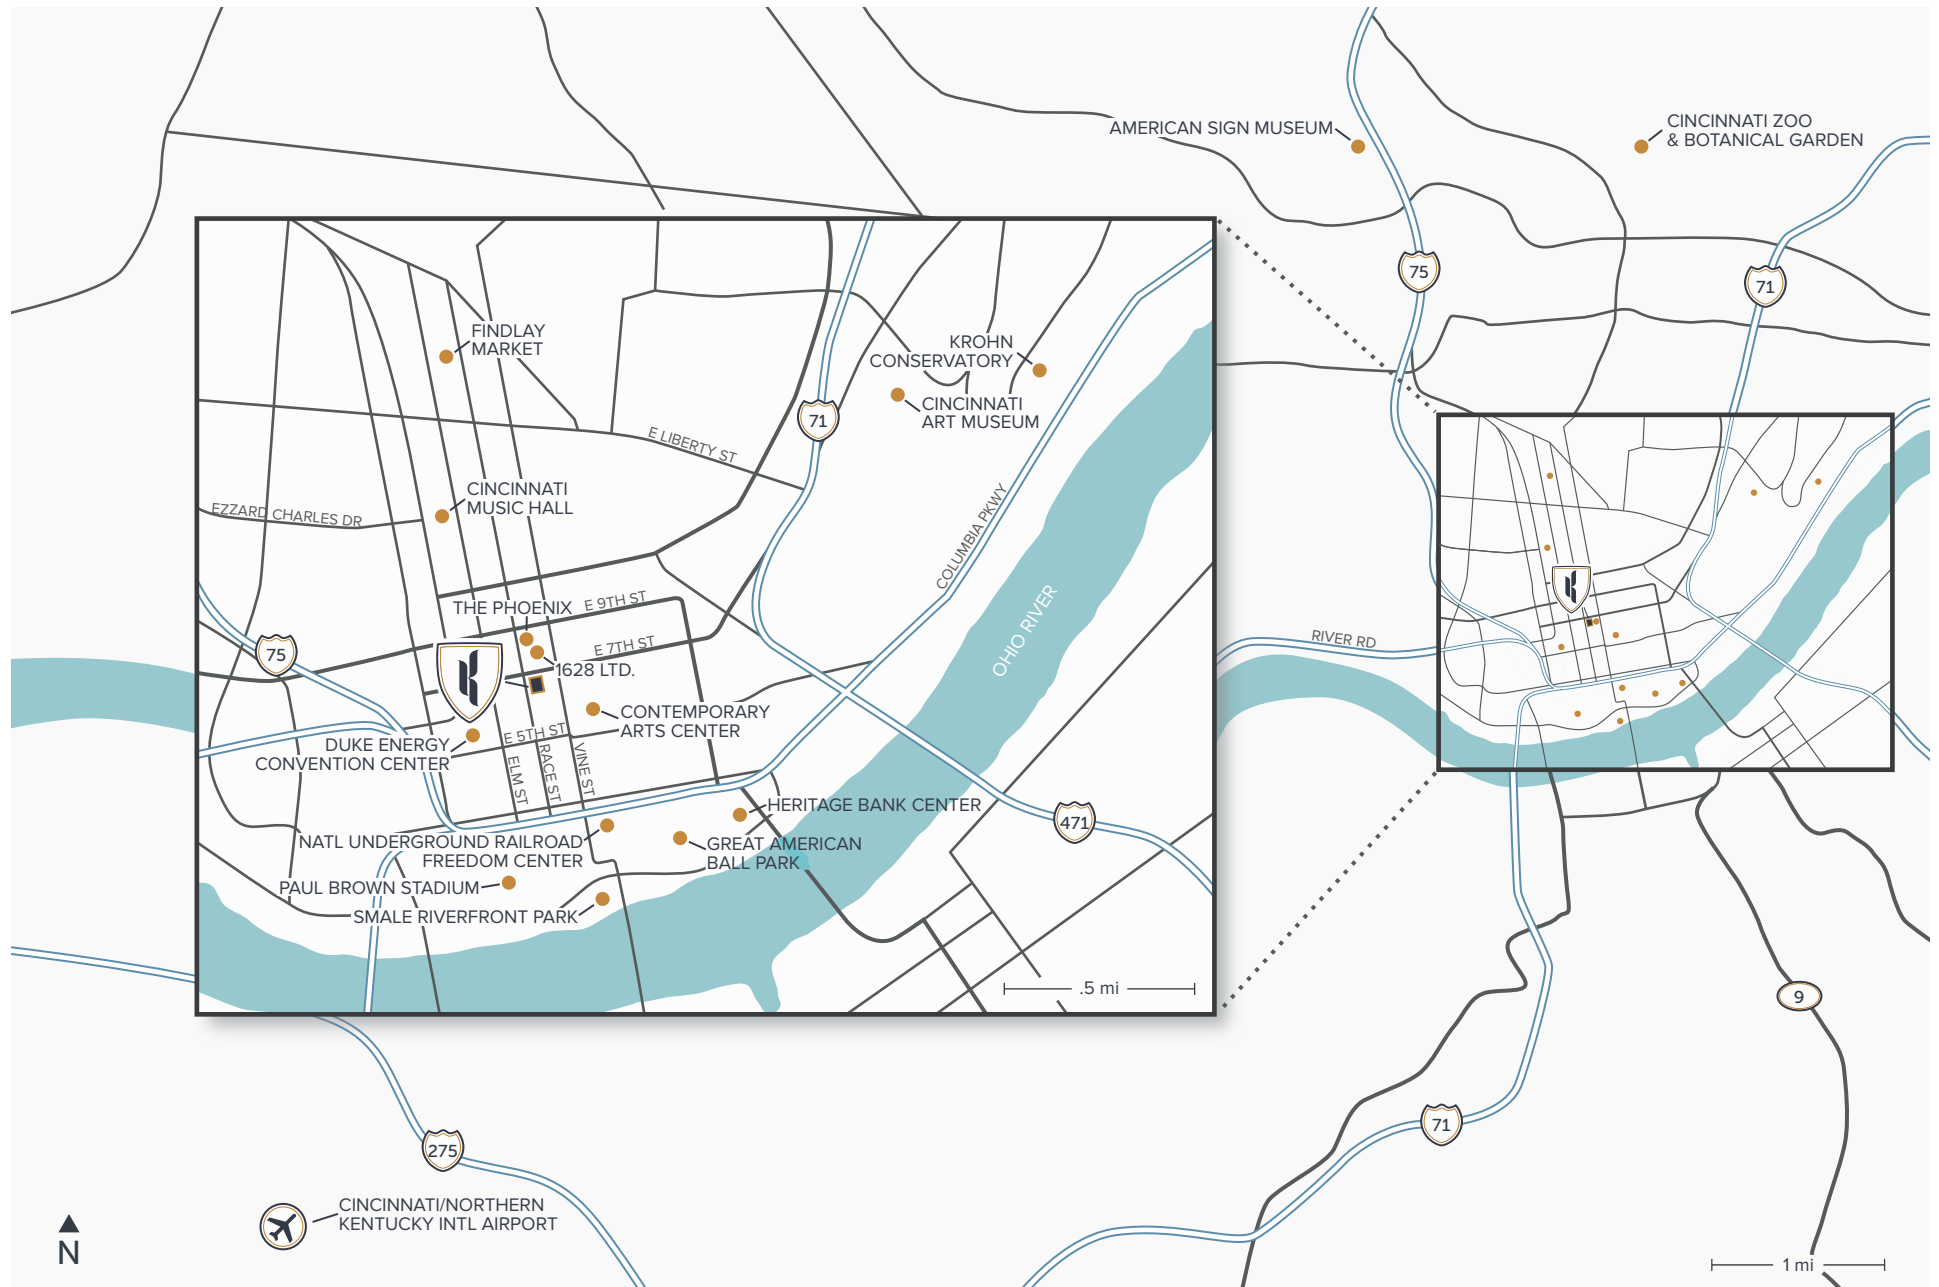 AMERICAN SIGN MUSEUM
CINCINNATI ZOO
& BOTANICAL GARDEN
75
71
FINDLAY
MARKET
KROHN
CONSERVATORY
CINCINNATI
ART MUSEUM
71
E LIBERTY ST
CINCINNATI
MUSIC HALL
EZZARD CHARLES DR
COLUMBIA PKWY
OHIO RIVER
THE PHOENIX
E 9TH ST
E 7TH ST
75
1628 LTD.
CONTEMPORARY
ARTS CENTER
E 5TH ST
DUKE ENERGY
CONVENTION CENTER
ELM ST
RACE ST
VINE ST
HERITAGE BANK CENTER
471
NATL UNDERGROUND RAILROAD
FREEDOM CENTER
GREAT AMERICAN
BALL PARK
PAUL BROWN STADIUM
SMALE RIVERFRONT PARK
.5 mi
RIVER RD
9
71
275
CINCINNATI/NORTHERN
KENTUCKY INTL AIRPORT
N
1 mi